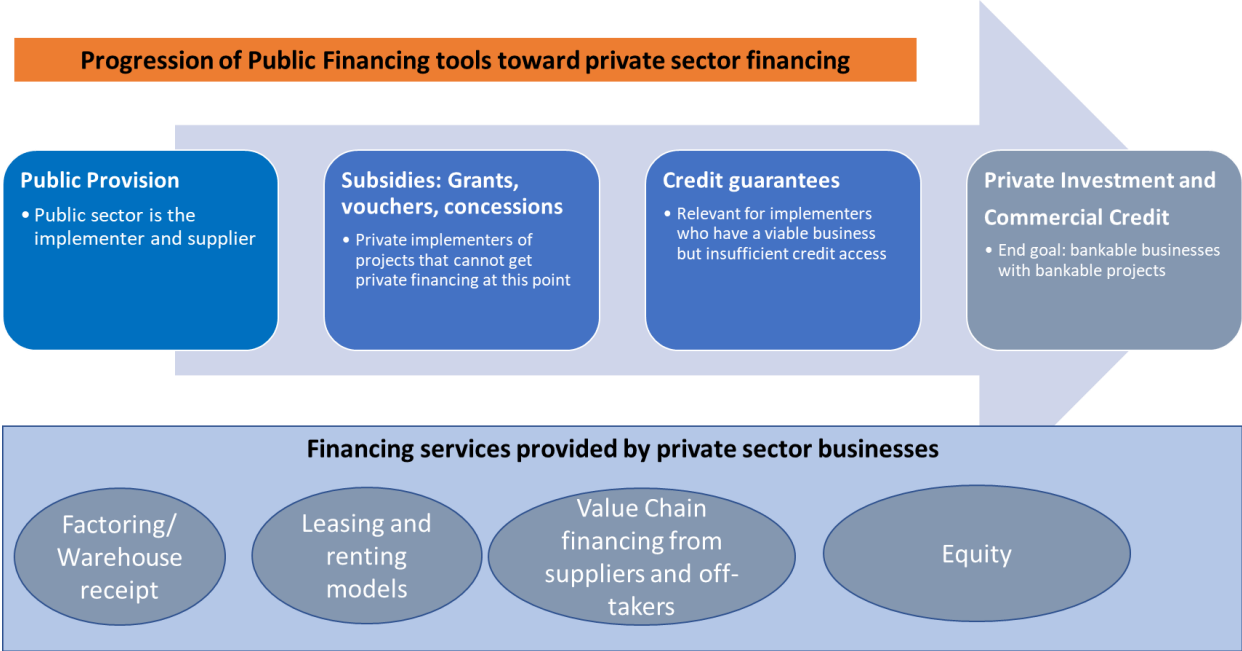 Progression of Public Financing tools toward private sector financing
Public Provision
• Public sector is the
implementer and supplier
Subsidies: Grants,
vouchers, concessions
• Private implementers of
projects that cannot get
private financing at this point
Credit guarantees
• Relevant for implementers
who have a viable business
but insufficient credit access
Private Investment and
Commercial Credit
• End goal: bankable businesses
with bankable projects
Financing services provided by private sector businesses
Factoring/
Warehouse
receipt
Leasing and
renting
models
Value Chain
financing from
suppliers and off-
takers
Equity